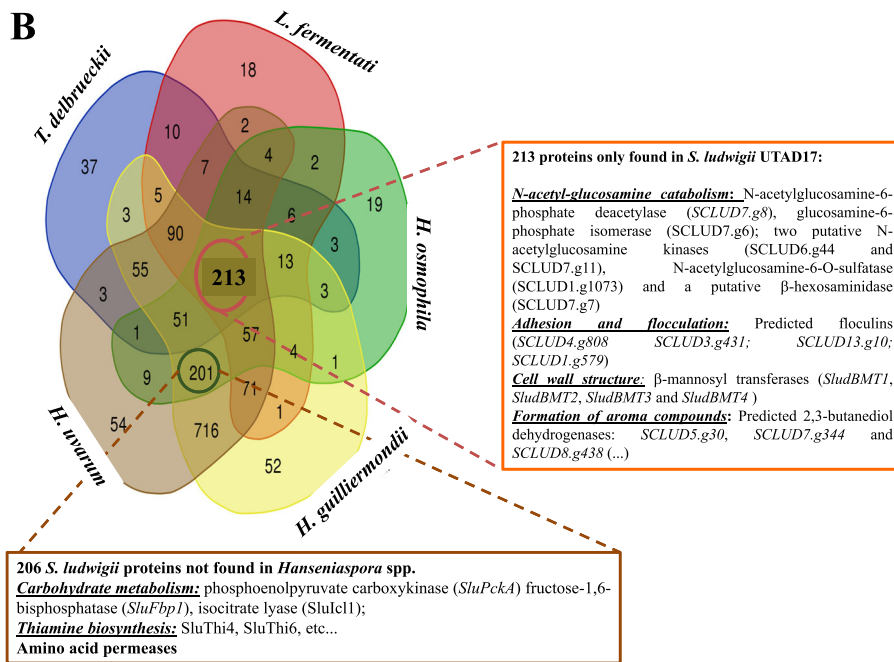 B
L. fermentati
T. delbrueckii
H. osmophila
H. uvarum
H. guilliermondii
18
10
2
37
7
4
2
19
5
14
6
3
3
90
13
55
213
3
3
51
57
1
4
1
9
201
71
1
54
716
52
213 proteins only found in S. ludwigii UTAD17:
N-acetyl-glucosamine catabolism: N-acetylglucosamine-6-
phosphate deacetylase (SCLUD7.g8), glucosamine-6-
phosphate isomerase (SCLUD7.g6); two putative N-
acetylglucosamine kinases (SCLUD6.g44 and
SCLUD7.g11), N-acetylglucosamine-6-O-sulfatase
(SCLUD1.g1073) and a putative β-hexosaminidase
(SCLUD7.g7)
Adhesion and flocculation: Predicted floculins
(SCLUD4.g808 SCLUD3.g431; SCLUD13.g10;
SCLUD1.g579)
Cell wall structure: β-mannosyl transferases (SludBMT1,
SludBMT2, SludBMT3 and SludBMT4 )
Formation of aroma compounds: Predicted 2,3-butanediol
dehydrogenases: SCLUD5.g30, SCLUD7.g344 and
SCLUD8.g438 (...)
206 S. ludwigii proteins not found in Hanseniaspora spp.
Carbohydrate metabolism: phosphoenolpyruvate carboxykinase (SluPckA) fructose-1,6-
bisphosphatase (SluFbp1), isocitrate lyase (SluIcl1);
Thiamine biosynthesis: SluThi4, SluThi6, etc...
Amino acid permeases